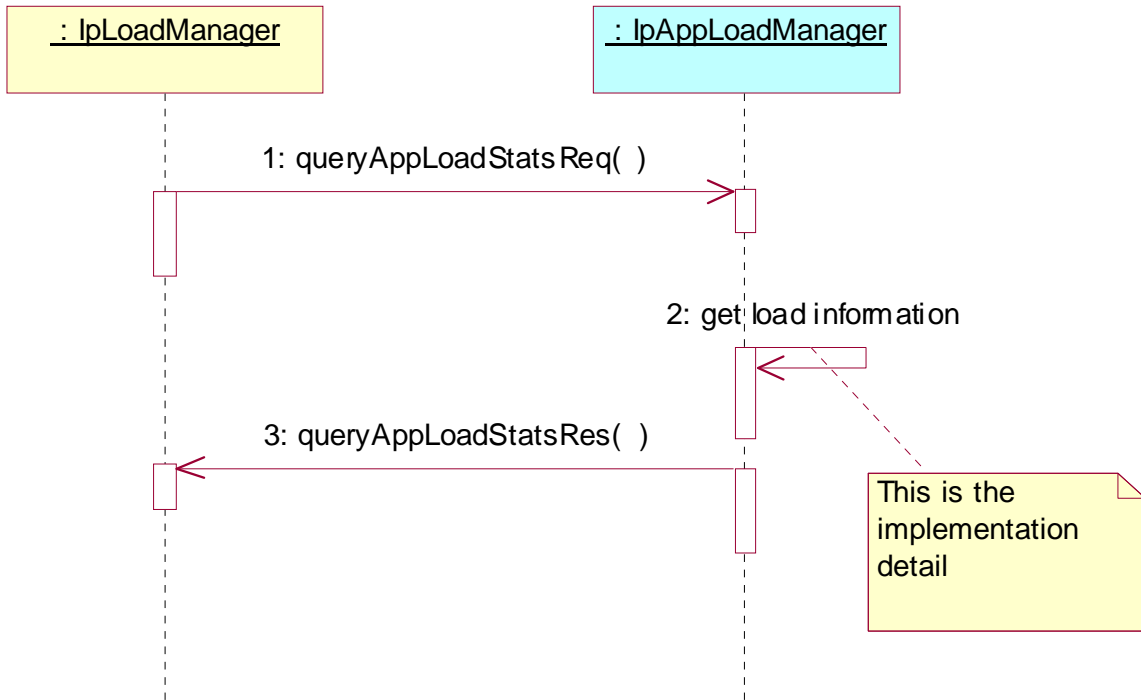 : IpLoadManager
: IpAppLoadManager
1: queryAppLoadStatsReq( )
2: get load information
3: queryAppLoadStatsRes( )
This is the
implementation
detail